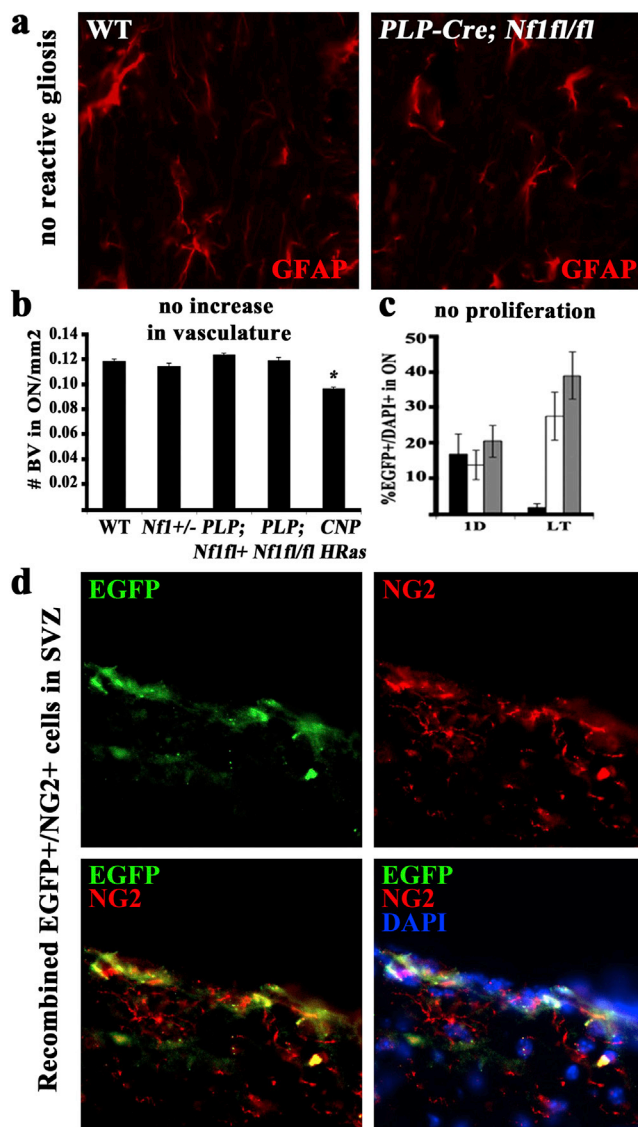 a
no reactive gliosis
WT
GFAP
PLP-Cre; Nf1fl/fl
GFAP
b
no increase
in vasculature
# BV in ON/mm2
0.14
0.12
0.10
0.08
0.06
0.04
0.02
*
WT Nf1+/- PLP; PLP; CNP
Nf1fl+ Nf1fl/fl HRas
c
no proliferation
%EGFP+/DAPI+ in ON
50
40
30
20
10
1D LT
d
Recombined EGFP+/NG2+ cells in SVZ
EGFP
NG2
EGFP
NG2
EGFP
NG2
DAPI